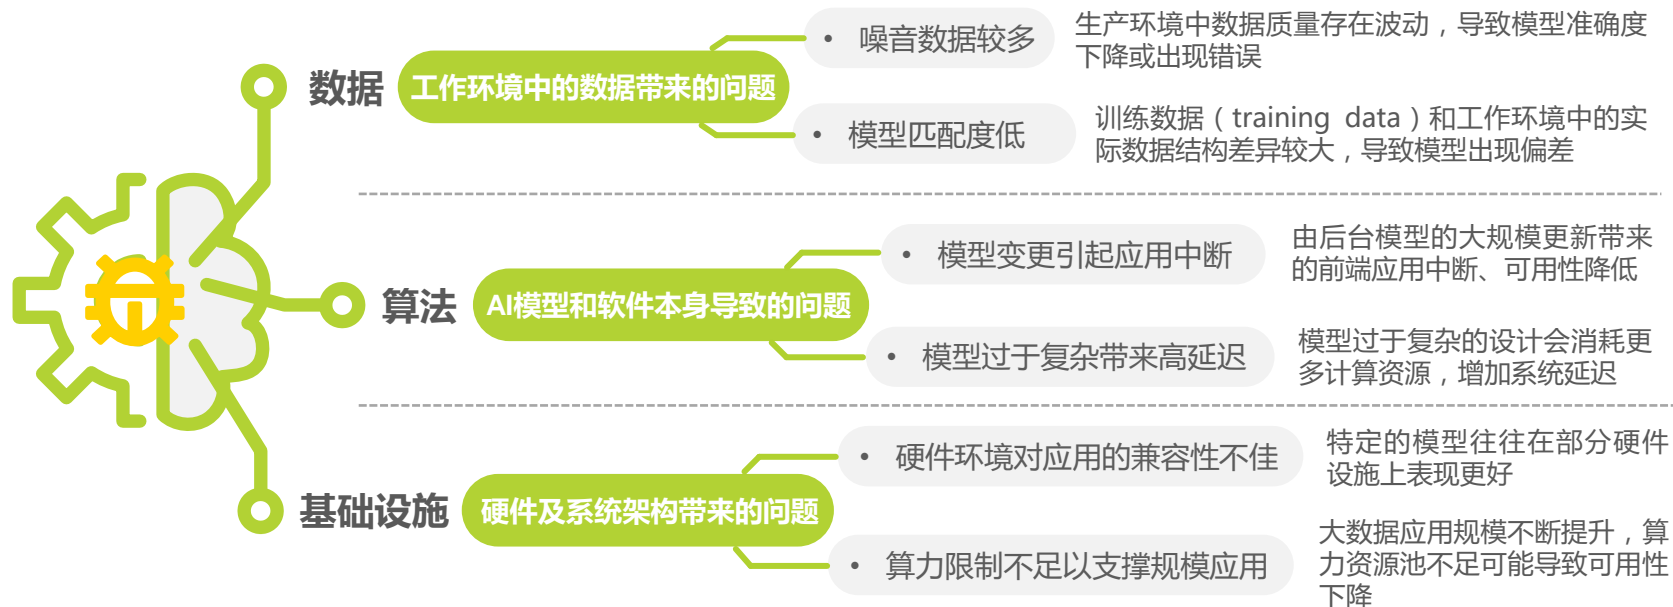 数据
工作环境中的数据带来的问题
• 噪音数据较多
生产环境中数据质量存在波动，导致模型准确度
下降或出现错误
• 模型匹配度低
训练数据（training data）和工作环境中的实
际数据结构差异较大，导致模型出现偏差
算法
AI模型和软件本身导致的问题
• 模型变更引起应用中断
由后台模型的大规模更新带来
的前端应用中断、可用性降低
• 模型过于复杂带来高延迟
模型过于复杂的设计会消耗更
多计算资源，增加系统延迟
基础设施
硬件及系统架构带来的问题
• 硬件环境对应用的兼容性不佳
特定的模型往往在部分硬件
设施上表现更好
• 算力限制不足以支撑规模应用
大数据应用规模不断提升，算
力资源池不足可能导致可用性
下降